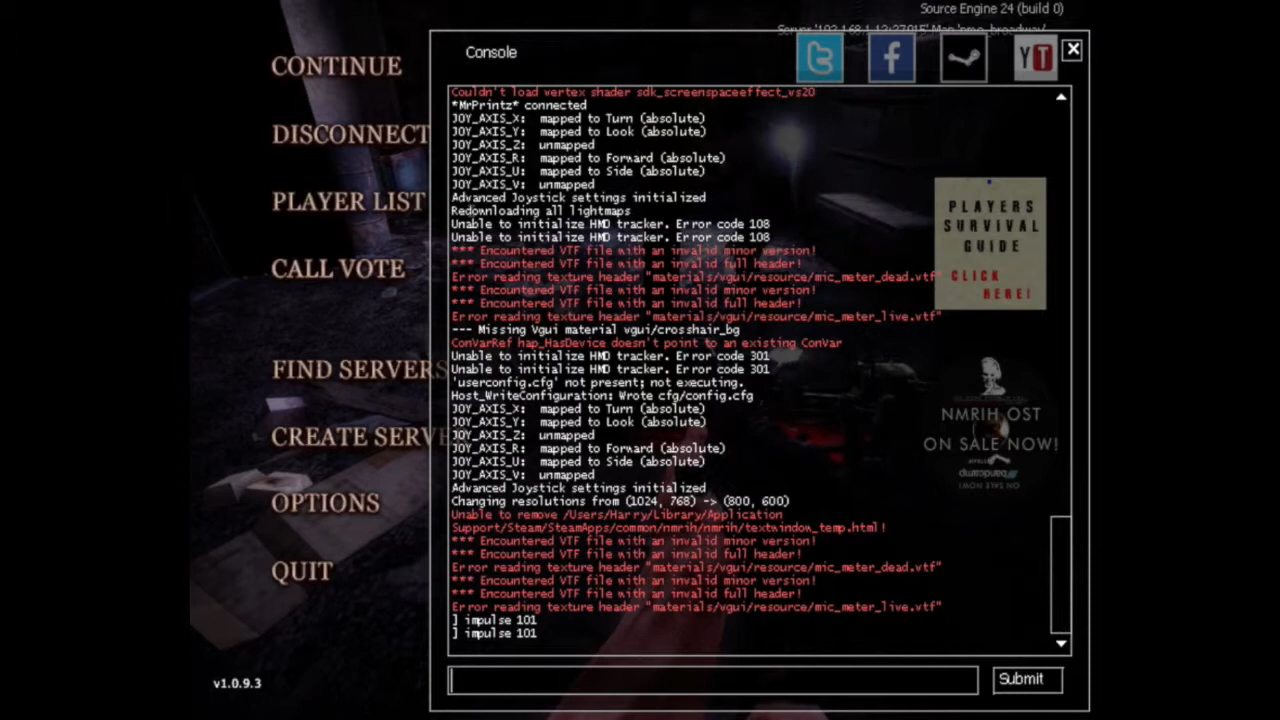 Source Engine 24 (build 0)
Console
YT
CONTINUE
DISCONNECT
PLAYER LIST
CALL VOTE
FIND SERVERS
CREATE SERVE
OPTIONS
QUIT
v1.0.9.3
Couldn't load vertex shader sdk_screenspaceeffect_vs20
*MrPrintz* connected
JOY_AXIS_X:  mapped to Turn (absolute)
JOY_AXIS_Y:  mapped to Look (absolute)
JOY_AXIS_Z:  unmapped
JOY_AXIS_R:  mapped to Forward (absolute)
JOY_AXIS_U:  mapped to Side (absolute)
JOY_AXIS_V:  unmapped
Advanced Joystick settings initialized
Redownloading all lightmaps
Unable to initialize HMD tracker. Error code 108
Unable to initialize HMD tracker. Error code 108
*** Encountered VTF file with an invalid minor version!
*** Encountered VTF file with an invalid full header!
Error reading texture header "materials/vgui/resource/mic_meter_dead.vtf"
*** Encountered VTF file with an invalid minor version!
*** Encountered VTF file with an invalid full header!
Error reading texture header "materials/vgui/resource/mic_meter_live.vtf"
--- Missing Vgui material vgui/crosshair_bg
ConVarRef hap_HasDevice doesn't point to an existing ConVar
Unable to initialize HMD tracker. Error code 301
Unable to initialize HMD tracker. Error code 301
'userconfig.cfg' not present; not executing.
Host_WriteConfiguration: Wrote cfg/config.cfg
JOY_AXIS_X:  mapped to Turn (absolute)
JOY_AXIS_Y:  mapped to Look (absolute)
JOY_AXIS_Z:  unmapped
JOY_AXIS_R:  mapped to Forward (absolute)
JOY_AXIS_U:  mapped to Side (absolute)
JOY_AXIS_V:  unmapped
Advanced Joystick settings initialized
Changing resolutions from (1024, 768) -> (800, 600)
Unable to remove /Users/Harry/Library/Application
Support/Steam/SteamApps/common/nmrih/nmrih/textwindow_temp.html!
*** Encountered VTF file with an invalid minor version!
*** Encountered VTF file with an invalid full header!
Error reading texture header "materials/vgui/resource/mic_meter_dead.vtf"
*** Encountered VTF file with an invalid minor version!
*** Encountered VTF file with an invalid full header!
Error reading texture header "materials/vgui/resource/mic_meter_live.vtf"
] impulse 101
] impulse 101
Submit
PLAYERS
SURVIVAL
GUIDE
CLICK
HERE!
NMRIH OST
ON SALE NOW!